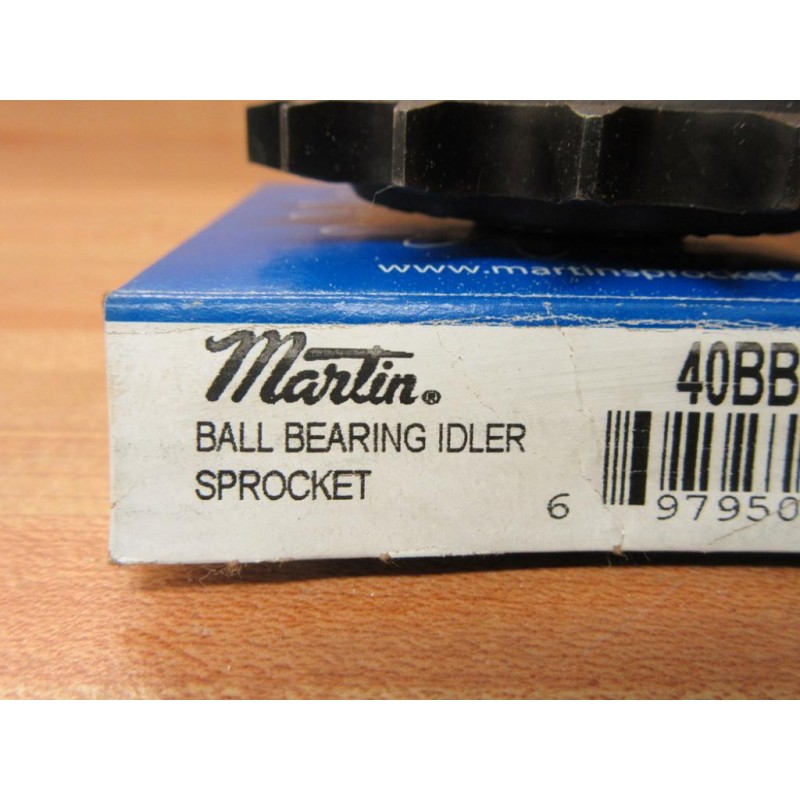 www.martinsprocket.
Martin®
40BB
BALL BEARING IDLER
SPROCKET
6 97950